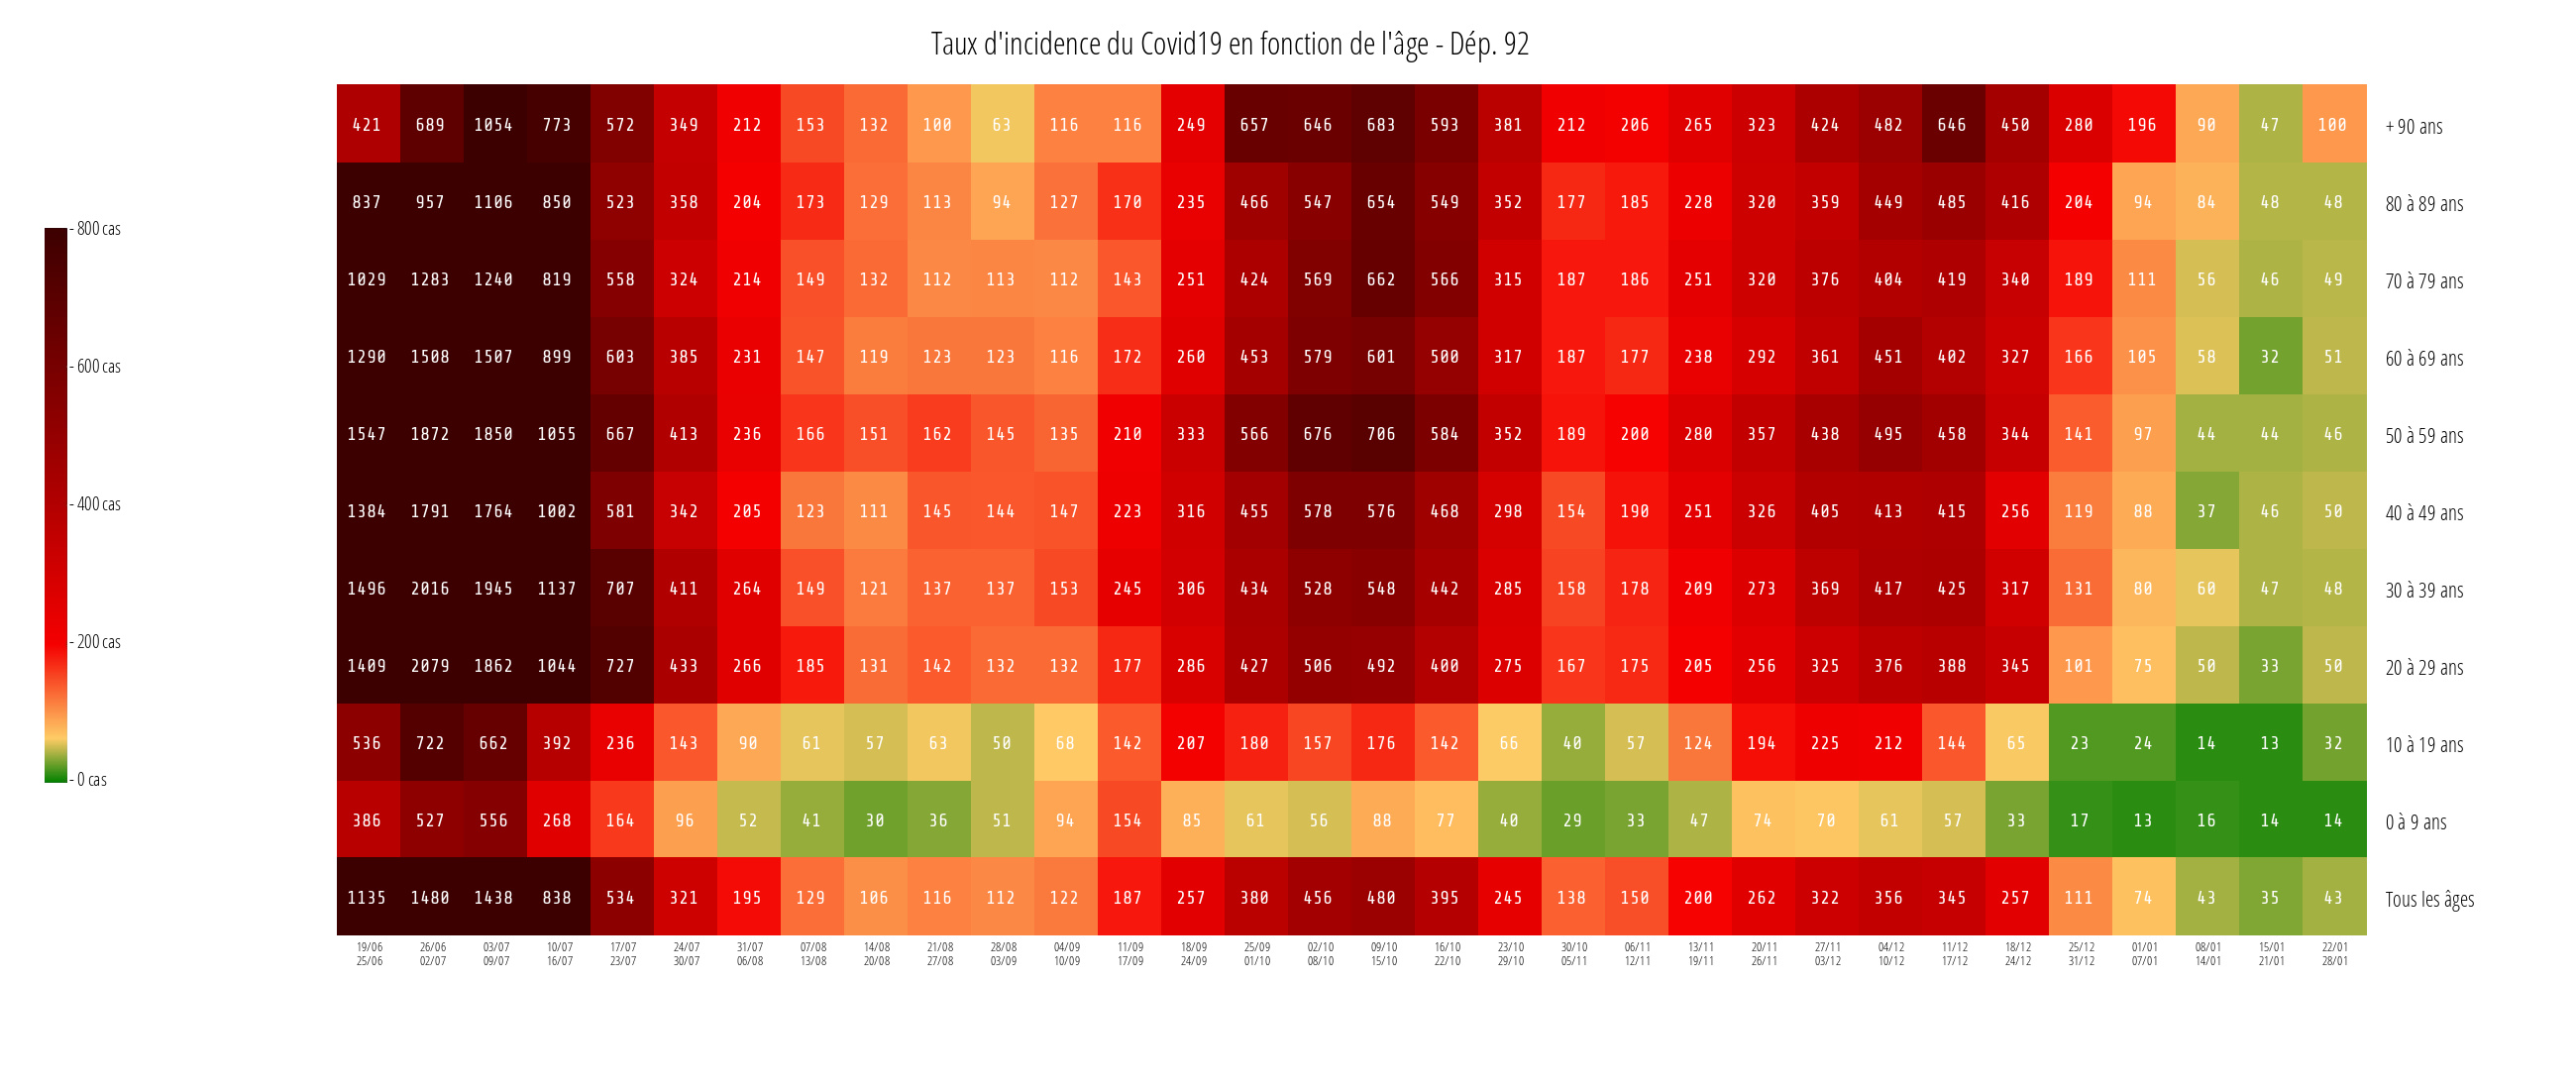 Taux d'incidence du Covid19 en fonction de l'âge - Dép. 92
421 689 1054 773 572 349 212 153 132 100 63 116 116 249 657 646 683 593 381 212 206 265 323 424 482 646 450 280 196 90 47 100 + 90 ans
837 957 1106 850 523 358 204 173 129 113 94 127 170 235 466 547 654 549 352 177 185 228 320 359 449 485 416 204 94 84 48 48 80 à 89 ans
- 800 cas
1029 1283 1240 819 558 324 214 149 132 112 113 112 143 251 424 569 662 566 315 187 186 251 320 376 404 419 340 189 111 56 46 49 70 à 79 ans
1290 1508 1507 899 603 385 231 147 119 123 123 116 172 260 453 579 601 500 317 187 177 238 292 361 451 402 327 166 105 58 32 51 60 à 69 ans
- 600 cas
1547 1872 1850 1055 667 413 236 166 151 162 145 135 210 333 566 676 706 584 352 189 200 280 357 438 495 458 344 141 97 44 44 46 50 à 59 ans
- 400 cas
1384 1791 1764 1002 581 342 205 123 111 145 144 147 223 316 455 578 576 468 298 154 190 251 326 405 413 415 256 119 88 37 46 50 40 à 49 ans
1496 2016 1945 1137 707 411 264 149 121 137 137 153 245 306 434 528 548 442 285 158 178 209 273 369 417 425 317 131 80 60 47 48 30 à 39 ans
- 200 cas
1409 2079 1862 1044 727 433 266 185 131 142 132 132 177 286 427 506 492 400 275 167 175 205 256 325 376 388 345 101 75 50 33 50 20 à 29 ans
536 722 662 392 236 143 90 61 57 63 50 68 142 207 180 157 176 142 66 40 57 124 194 225 212 144 65 23 24 14 13 32 10 à 19 ans
- 0 cas
386 527 556 268 164 96 52 41 30 36 51 94 154 85 61 56 88 77 40 29 33 47 74 70 61 57 33 17 13 16 14 14 0 à 9 ans
1135 1480 1438 838 534 321 195 129 106 116 112 122 187 257 380 456 480 395 245 138 150 200 262 322 356 345 257 111 74 43 35 43 Tous les âges
19/06 26/06 03/07 10/07 17/07 24/07 31/07 07/08 14/08 21/08 28/08 04/09 11/09 18/09 25/09 02/10 09/10 16/10 23/10 30/10 06/11 13/11 20/11 27/11 04/12 11/12 18/12 25/12 01/01 08/01 15/01 22/01
25/06 02/07 09/07 16/07 23/07 30/07 06/08 13/08 20/08 27/08 03/09 10/09 17/09 24/09 01/10 08/10 15/10 22/10 29/10 05/11 12/11 19/11 26/11 03/12 10/12 17/12 24/12 31/12 07/01 14/01 21/01 28/01